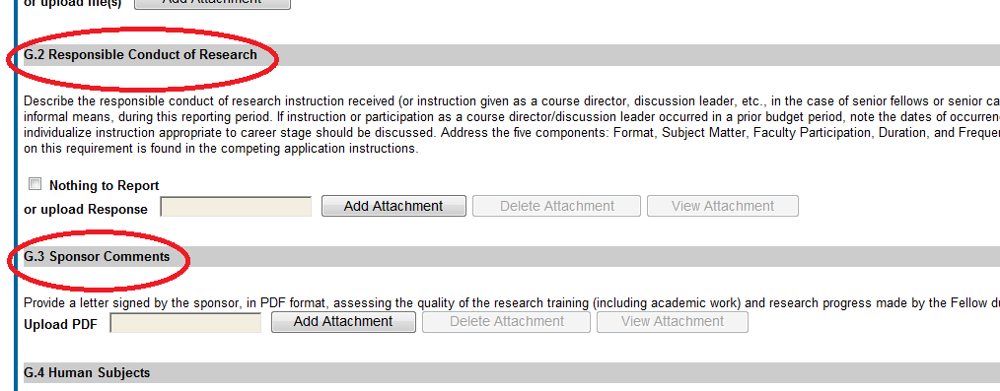 or upload file(s) Add Attachment
G.2 Responsible Conduct of Research
Describe the responsible conduct of research instruction received (or instruction given as a course director, discussion leader, etc., in the case of senior fellows or senior ca
informal means, during this reporting period. If instruction or participation as a course director/discussion leader occurred in a prior budget period, note the dates of occurren
individualize instruction appropriate to career stage should be discussed. Address the five components: Format, Subject Matter, Faculty Participation, Duration, and Frequen
on this requirement is found in the competing application instructions.
Nothing to Report
or upload Response Add Attachment Delete Attachment View Attachment
G.3 Sponsor Comments
Provide a letter signed by the sponsor, in PDF format, assessing the quality of the research training (including academic work) and research progress made by the Fellow du
Upload PDF Add Attachment Delete Attachment View Attachment
G.4 Human Subjects